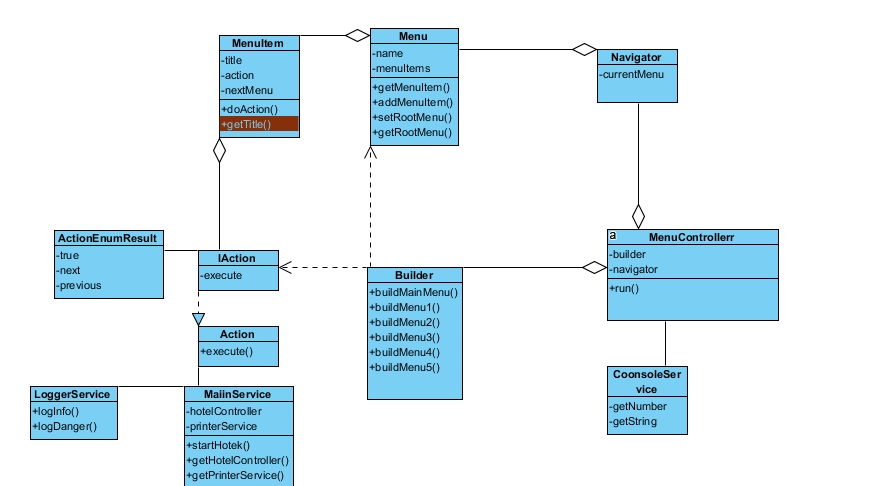 MenuItem
-title
-action
-nextMenu
+doAction()
+getTitle()
Menu
-name
-menuItems
+getMenuItem()
+addMenuItem()
+setRootMenu()
+getRootMenu()
Navigator
-currentMenu
ActionEnumResult
-true
-next
-previous
IAction
-execute
Action
+execute()
Builder
+buildMainMenu()
+buildMenu1()
+buildMenu2()
+buildMenu3()
+buildMenu4()
+buildMenu5()
a
MenuControllerr
-builder
-navigator
+run()
CoonsoleSer
vice
-getNumber
-getString
LoggerService
+logInfo()
+logDanger()
MaiinService
-hotelController
-printerService
+startHotek()
+getHotelController()
+getPrinterService()